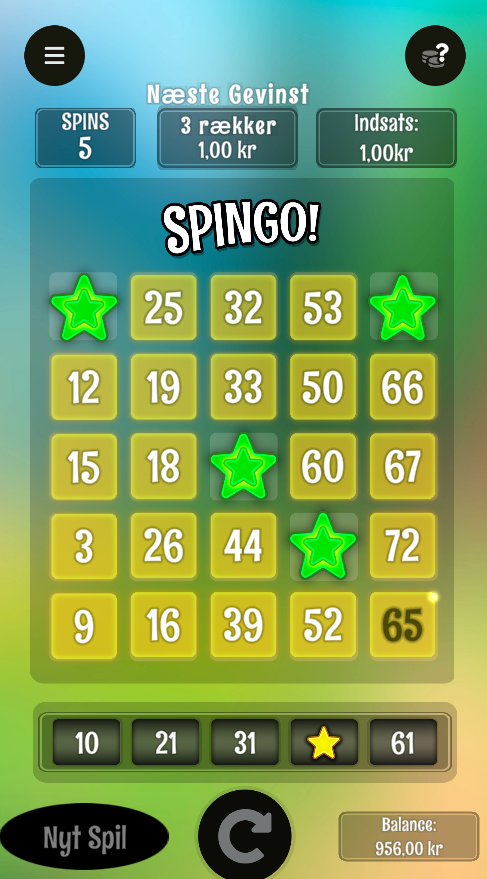 ?
Næste Gevinst
SPINS
5
3 rækker
1,00 kr
Indsats:
1,00kr
SPINGO!
25 32 53
12 19 33 50 66
15 18 60 67
3 26 44 72
9 16 39 52 65
10 21 31 61
Nyt Spil
Balance:
956,00 kr